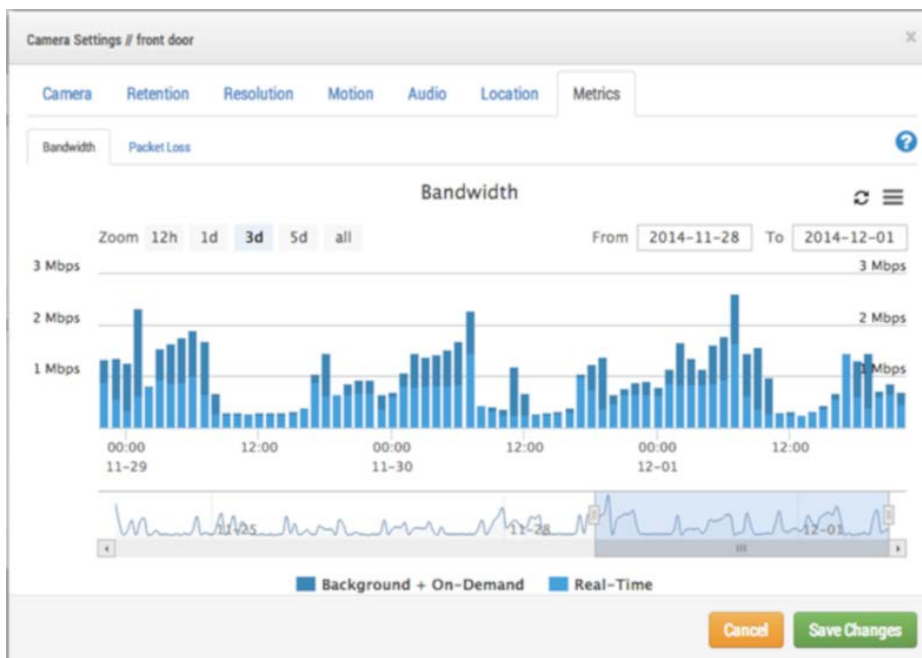 Camera Settings // front door x
Camera Retention Resolution Motion Audio Location Metrics
Bandwidth Packet Loss ?
Bandwidth
Zoom 12h 1d 3d 5d all From 2014-11-28 To 2014-12-01
3 Mbps 3 Mbps
2 Mbps 2 Mbps
1 Mbps 1 Mbps
00:00 12:00 00:00 12:00 00:00 12:00
11-29 11-30 12-01
11-25 11-28 12-01
Background + On-Demand Real-Time
Cancel Save Changes